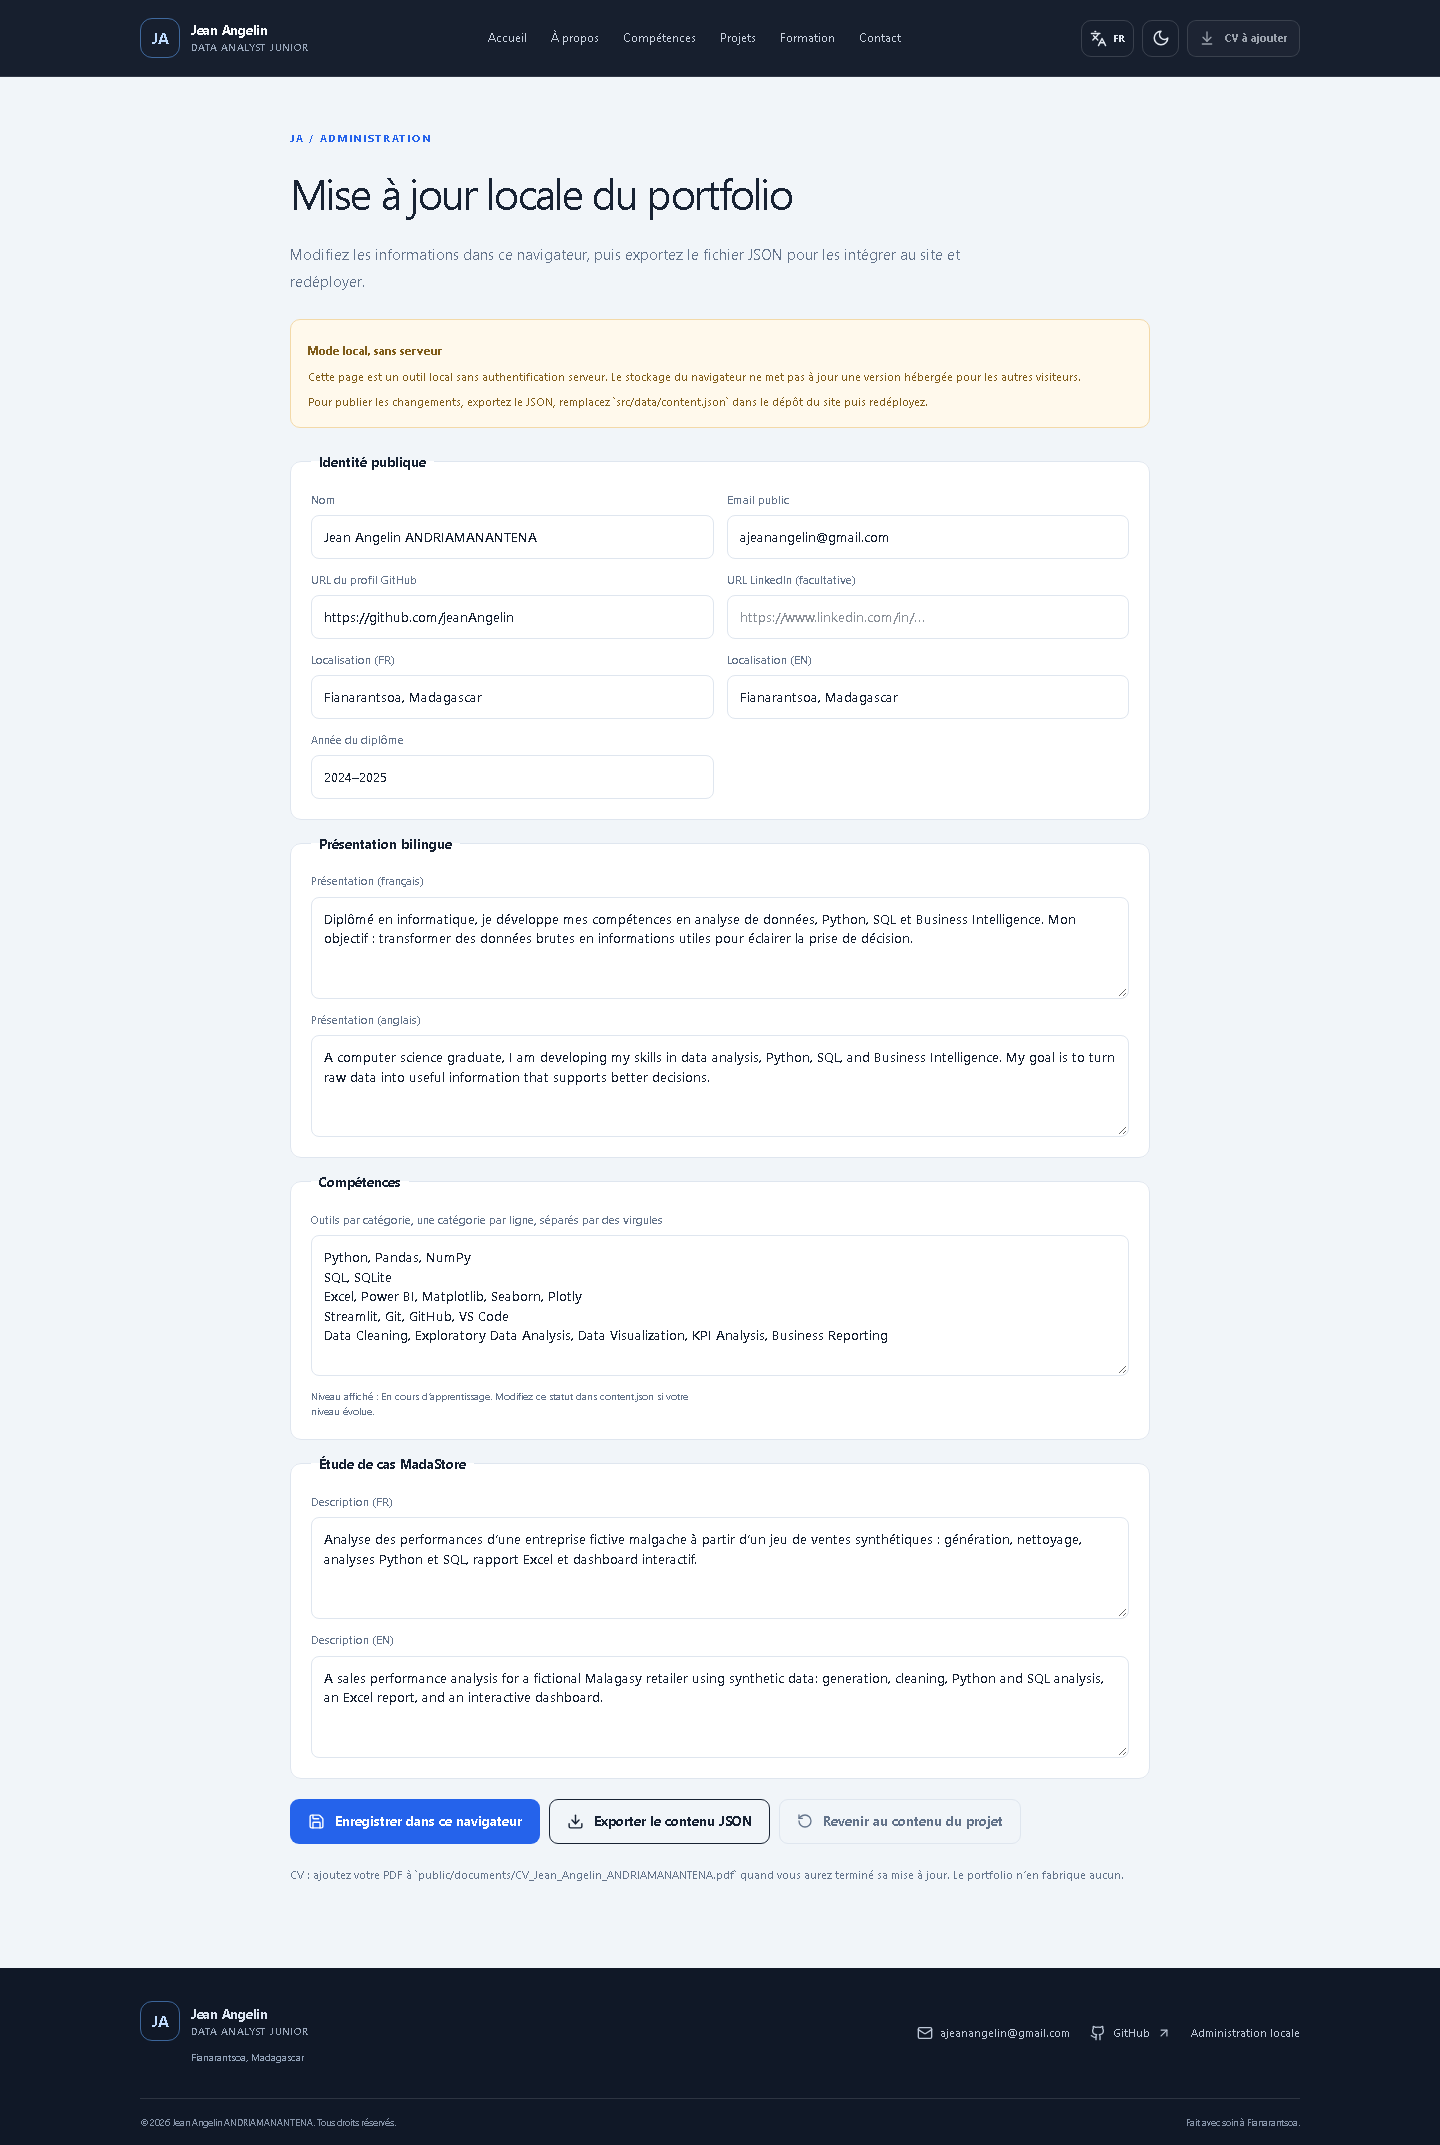 JA
Jean Angelin
DATA ANALYST JUNIOR
Accueil
À propos
Compétences
Projets
Formation
Contact
FR
CV à ajouter
JA / ADMINISTRATION
Mise à jour locale du portfolio
Modifiez les informations dans ce navigateur, puis exportez le fichier JSON pour les intégrer au site et
redéployer.
Mode local, sans serveur
Cette page est un outil local sans authentification serveur. Le stockage du navigateur ne met pas à jour une version hébergée pour les autres visiteurs.
Pour publier les changements, exportez le JSON, remplacez `src/data/content.json` dans le dépôt du site puis redéployez.
Identité publique
Nom
Email public
Jean Angelin ANDRIAMANANTENA
ajeanangelin@gmail.com
URL du profil GitHub
URL LinkedIn (facultative)
https://github.com/jeanAngelin
https://www.linkedin.com/in/...
Localisation (FR)
Localisation (EN)
Fianarantsoa, Madagascar
Fianarantsoa, Madagascar
Année du diplôme
2024–2025
Présentation bilingue
Présentation (français)
Diplômé en informatique, je développe mes compétences en analyse de données, Python, SQL et Business Intelligence. Mon
objectif : transformer des données brutes en informations utiles pour éclairer la prise de décision.
Présentation (anglais)
A computer science graduate, I am developing my skills in data analysis, Python, SQL, and Business Intelligence. My goal is to turn
raw data into useful information that supports better decisions.
Compétences
Outils par catégorie, une catégorie par ligne, séparés par des virgules
Python, Pandas, NumPy
SQL, SQLite
Excel, Power BI, Matplotlib, Seaborn, Plotly
Streamlit, Git, GitHub, VS Code
Data Cleaning, Exploratory Data Analysis, Data Visualization, KPI Analysis, Business Reporting
Niveau affiché : En cours d’apprentissage. Modifiez ce statut dans content.json si votre
niveau évolue.
Étude de cas MadaStore
Description (FR)
Analyse des performances d’une entreprise fictive malgache à partir d’un jeu de ventes synthétiques : génération, nettoyage,
analyses Python et SQL, rapport Excel et dashboard interactif.
Description (EN)
A sales performance analysis for a fictional Malagasy retailer using synthetic data: generation, cleaning, Python and SQL analysis,
an Excel report, and an interactive dashboard.
Enregistrer dans ce navigateur
Exporter le contenu JSON
Revenir au contenu du projet
CV : ajoutez votre PDF à `public/documents/CV_Jean_Angelin_ANDRIAMANANTENA.pdf` quand vous aurez terminé sa mise à jour. Le portfolio n’en fabrique aucun.
JA
Jean Angelin
DATA ANALYST JUNIOR
Fianarantsoa, Madagascar
ajeanangelin@gmail.com
GitHub
Administration locale
© 2026 Jean Angelin ANDRIAMANANTENA. Tous droits réservés.
Fait avec soin à Fianarantsoa.